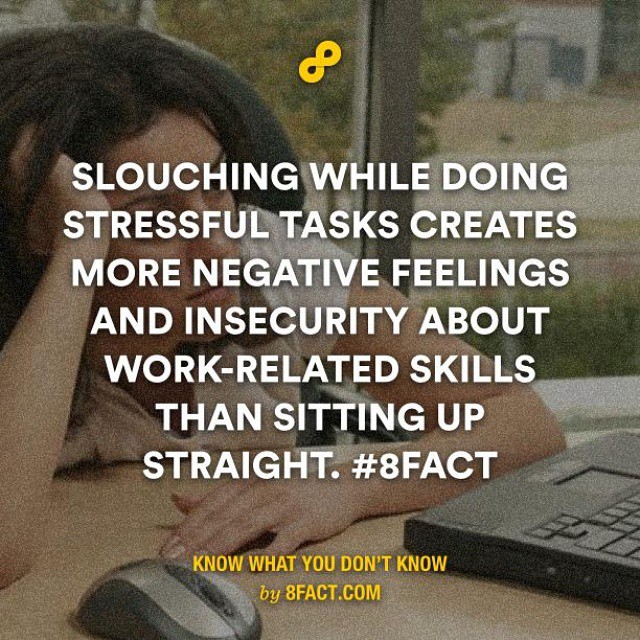 SLOUCHING WHILE DOING
STRESSFUL TASKS CREATES
MORE NEGATIVE FEELINGS
AND INSECURITY ABOUT
WORK-RELATED SKILLS
THAN SITTING UP
STRAIGHT. #8FACT
KNOW WHAT YOU DON'T KNOW
by 8FACT.COM